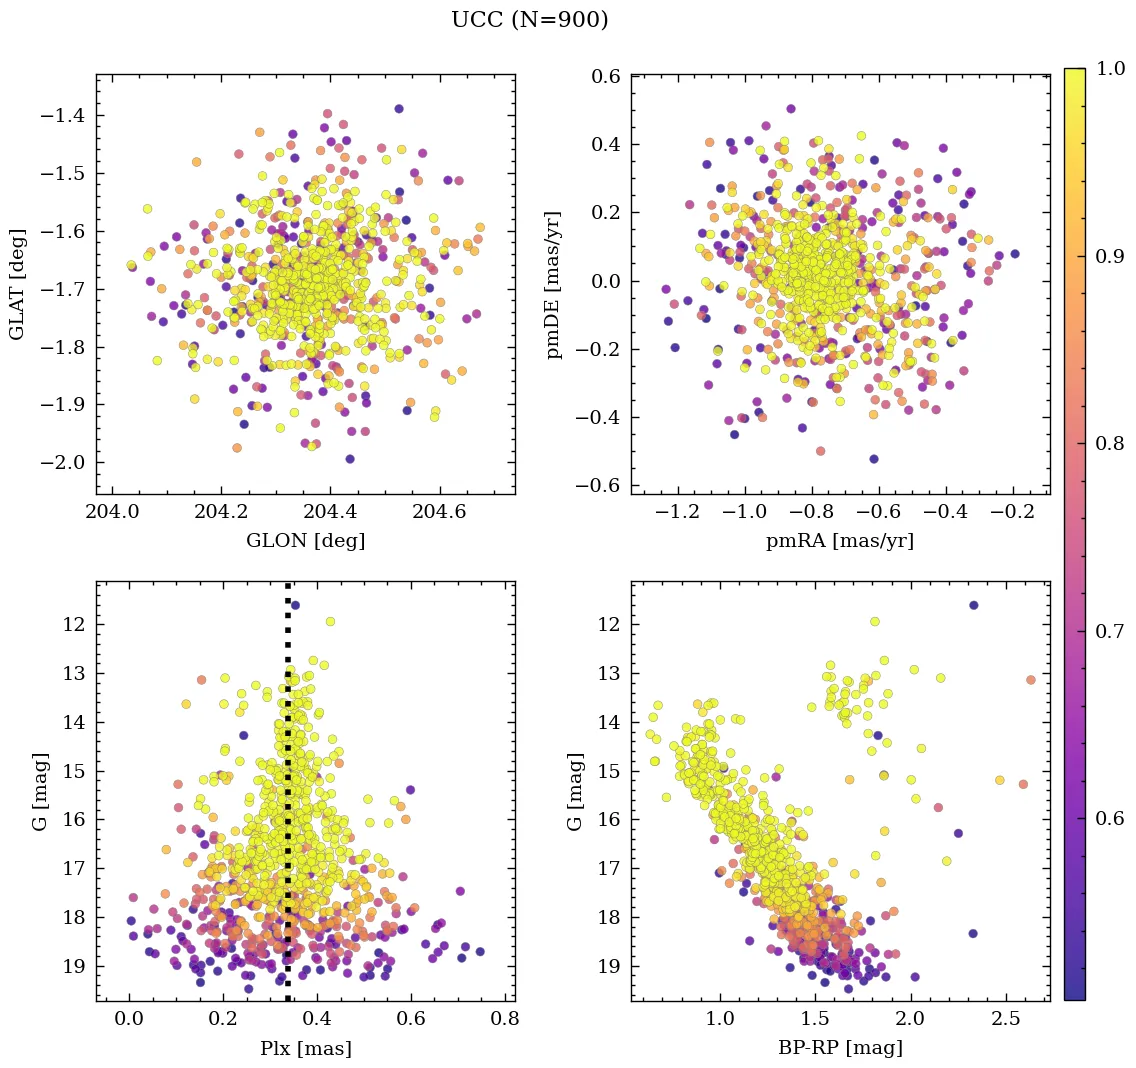 UCC (N=900)
−1.4
−1.5
−1.6
−1.7
−1.8
−1.9
−2.0
GLAT [deg]
204.0 204.2 204.4 204.6
GLON [deg]
0.6
0.4
0.2
0.0
−0.2
−0.4
−0.6
pmDE [mas/yr]
−1.2 −1.0 −0.8 −0.6 −0.4 −0.2
pmRA [mas/yr]
1.0
0.9
0.8
0.7
0.6
12
13
14
15
16
17
18
19
G [mag]
0.0 0.2 0.4 0.6 0.8
Plx [mas]
12
13
14
15
16
17
18
19
G [mag]
1.0 1.5 2.0 2.5
BP-RP [mag]